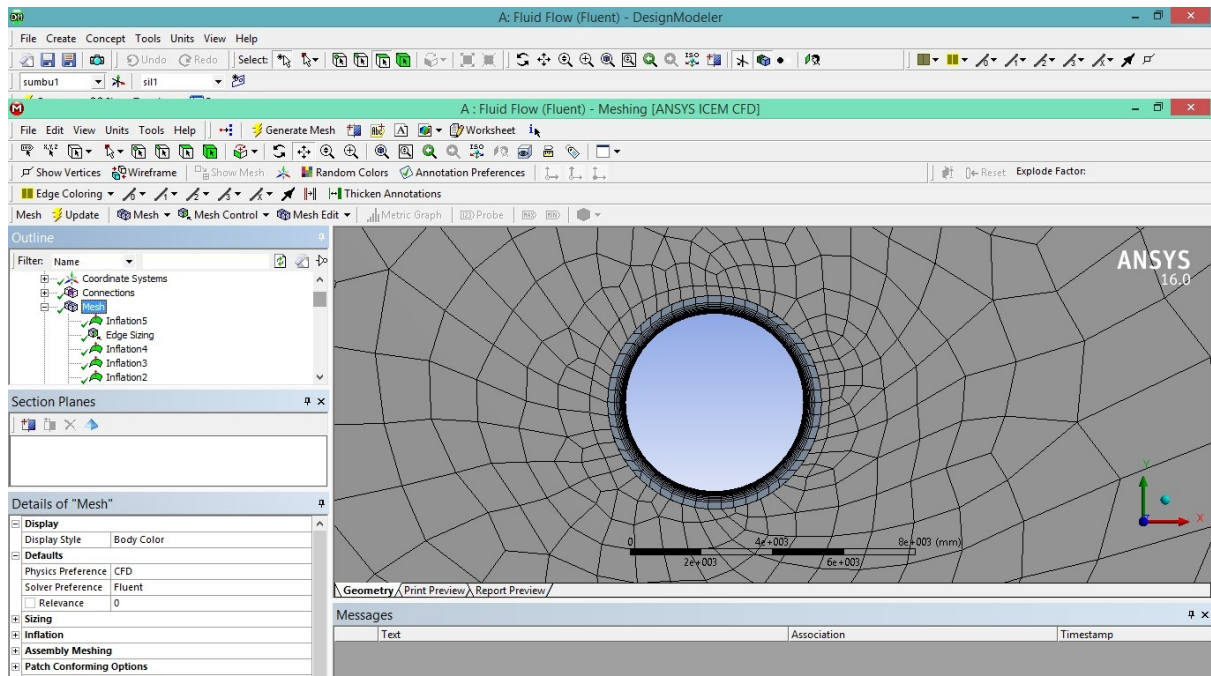 A: Fluid Flow (Fluent) - DesignModeler
File Create Concept Tools Units View Help
Undo Redo Select:
sumbu1 sil1
A : Fluid Flow (Fluent) - Meshing [ANSYS ICEM CFD]
File Edit View Units Tools Help Generate Mesh Worksheet
Show Vertices Wireframe Show Mesh Random Colors Annotation Preferences Reset Explode Factor:
Edge Coloring Thicken Annotations
Mesh Update Mesh Mesh Control Mesh Edit Metric Graph Probe
Outline
Filter: Name
Coordinate Systems
Connections
Mesh
Inflation5
Edge Sizing
Inflation4
Inflation3
Inflation2
Section Planes
Details of "Mesh"
Display
Display Style Body Color
Defaults
Physics Preference CFD
Solver Preference Fluent
Relevance 0
Sizing
Inflation
Assembly Meshing
Patch Conforming Options
ANSYS
16.0
Y
X
0 4e+003 8e+003 (mm)
2e+003 6e+003
Geometry Print Preview Report Preview
Messages
Text Association Timestamp